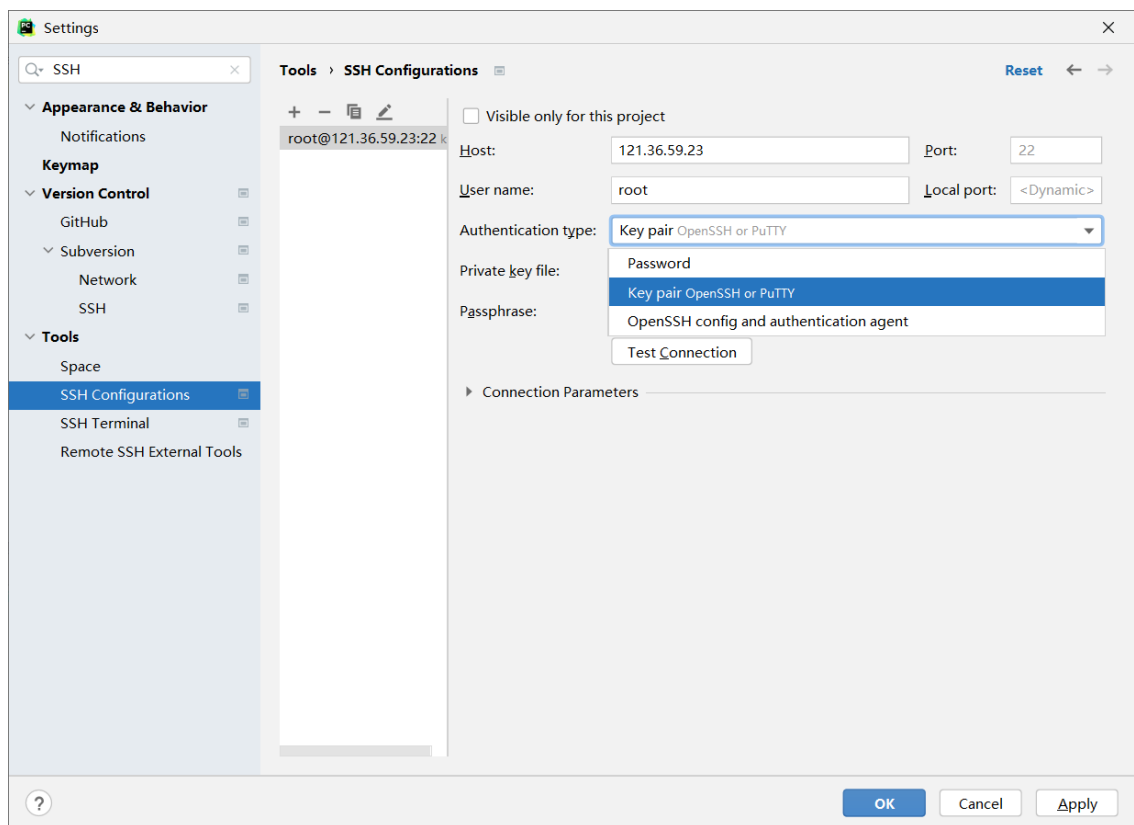 Settings
SSH
Appearance & Behavior
Notifications
Keymap
Version Control
GitHub
Subversion
Network
SSH
Tools
Space
SSH Configurations
SSH Terminal
Remote SSH External Tools
Tools › SSH Configurations
Reset
root@121.36.59.23:22 k
Visible only for this project
Host: 121.36.59.23 Port: 22
User name: root Local port: <Dynamic>
Authentication type: Key pair OpenSSH or PuTTY
Private key file:
Passphrase:
Password
Key pair OpenSSH or PuTTY
OpenSSH config and authentication agent
Test Connection
Connection Parameters
?
OK Cancel Apply